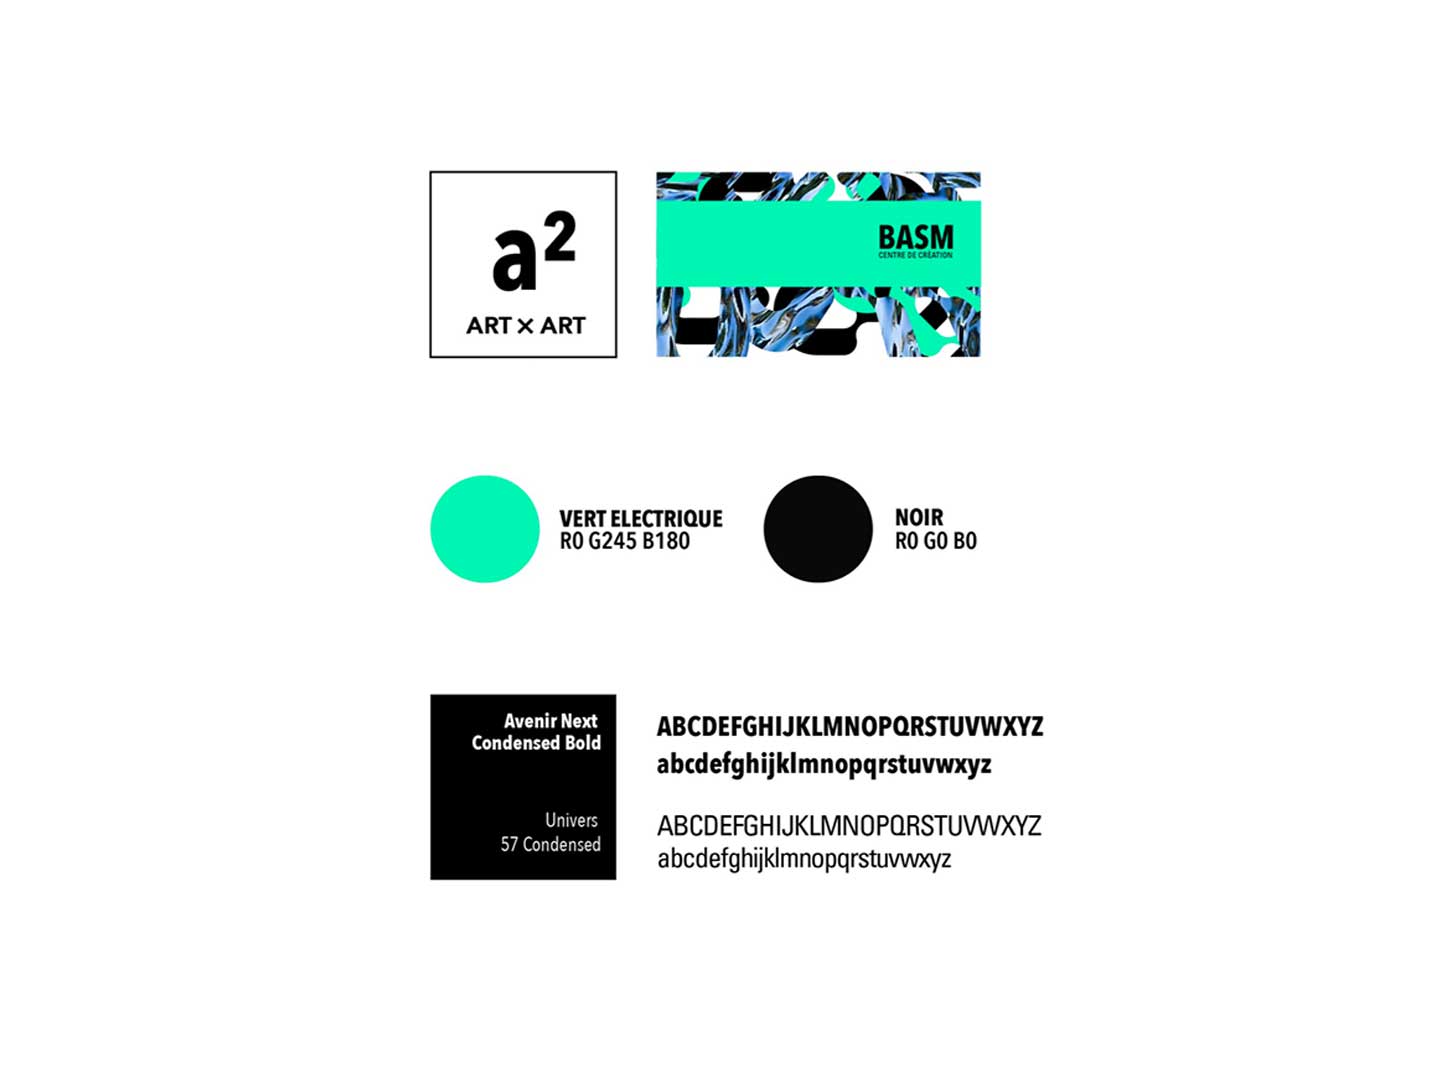 a²
ART × ART
BASM
CENTRE DE CRÉATION
VERT ELECTRIQUE
R0 G245 B180
NOIR
R0 G0 B0
Avenir Next
Condensed Bold
Univers
57 Condensed
ABCDEFGHIJKLMNOPQRSTUVWXYZ
abcdefghijklmnopqrstuvwxyz
ABCDEFGHIJKLMNOPQRSTUVWXYZ
abcdefghijklmnopqrstuvwxyz